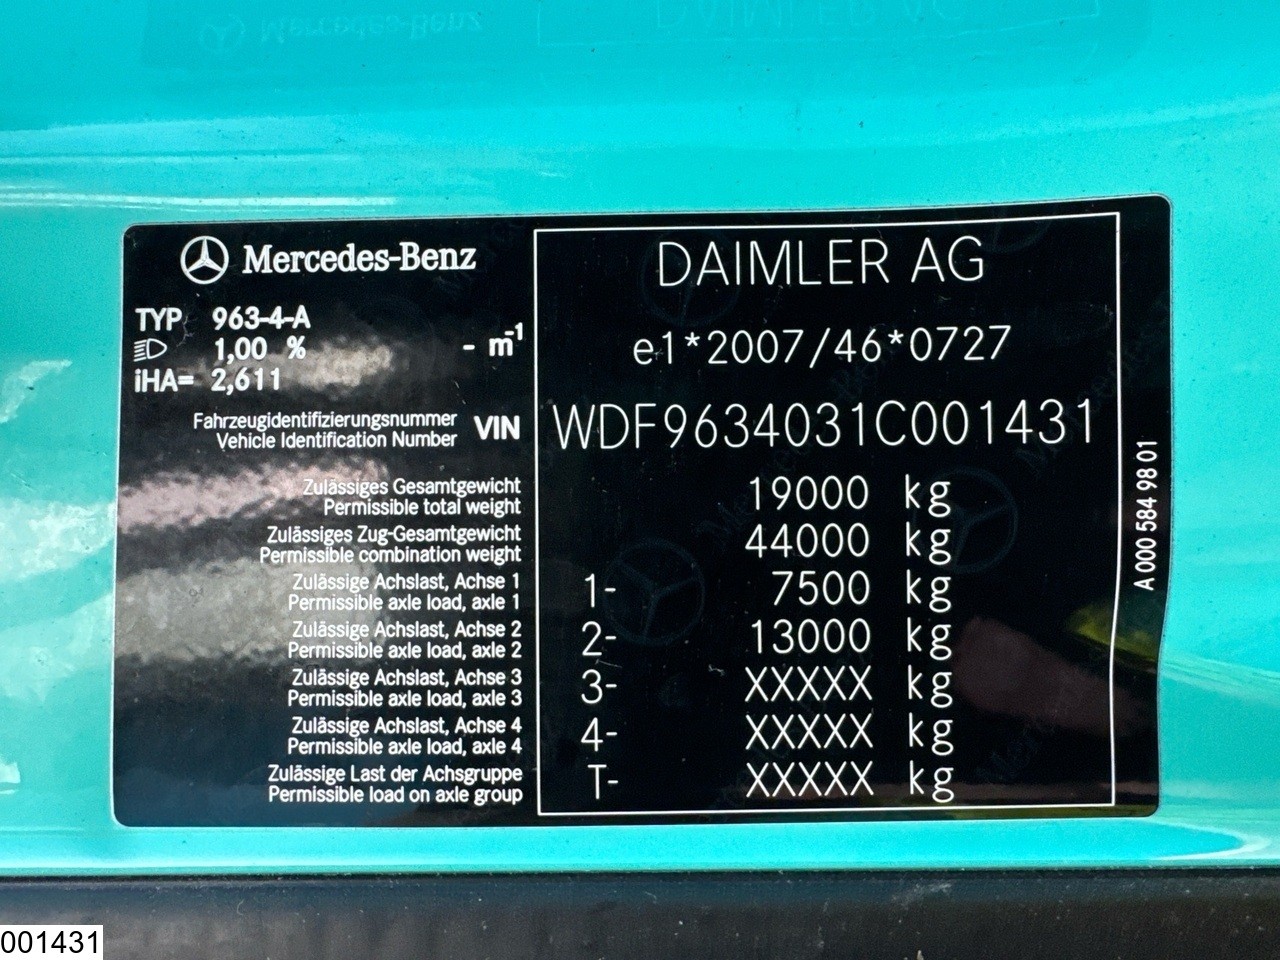 Mercedes-Benz
DAIMLER AG
TYP 963-4-A
1,00 % - m-1
iHA= 2,611
e1*2007/46*0727
Fahrzeugidentifizierungsnummer
Vehicle Identification Number
VIN WDF9634031C001431
Zulässiges Gesamtgewicht
Permissible total weight
19000 kg
Zulässiges Zug-Gesamtgewicht
Permissible combination weight
44000 kg
Zulässige Achslast, Achse 1
Permissible axle load, axle 1
1- 7500 kg
Zulässige Achslast, Achse 2
Permissible axle load, axle 2
2- 13000 kg
Zulässige Achslast, Achse 3
Permissible axle load, axle 3
3- XXXXX kg
Zulässige Achslast, Achse 4
Permissible axle load, axle 4
4- XXXXX kg
Zulässige Last der Achsgruppe
Permissible load on axle group
T- XXXXX kg
A 000 584 98 01
001431